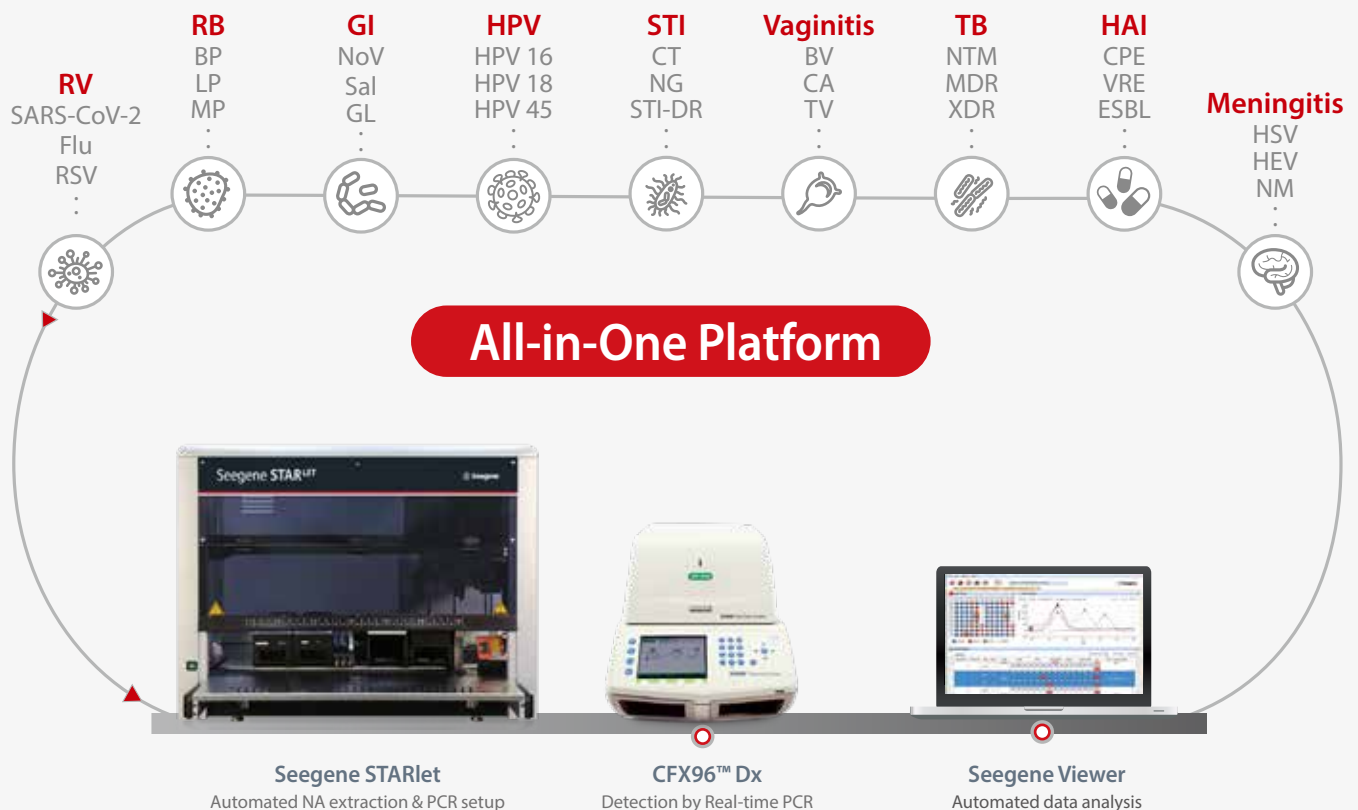 RV
SARS-CoV-2
Flu
RSV
RB
BP
LP
MP
GI
NoV
Sal
GL
HPV
HPV 16
HPV 18
HPV 45
STI
CT
NG
STI-DR
Vaginitis
BV
CA
TV
TB
NTM
MDR
XDR
HAI
CPE
VRE
ESBL
Meningitis
HSV
HEV
NM
All-in-One Platform
Seegene STARLET
Seegene
Seegene STARlet
Automated NA extraction & PCR setup
CFX96™ Dx
Detection by Real-time PCR
Seegene Viewer
Automated data analysis